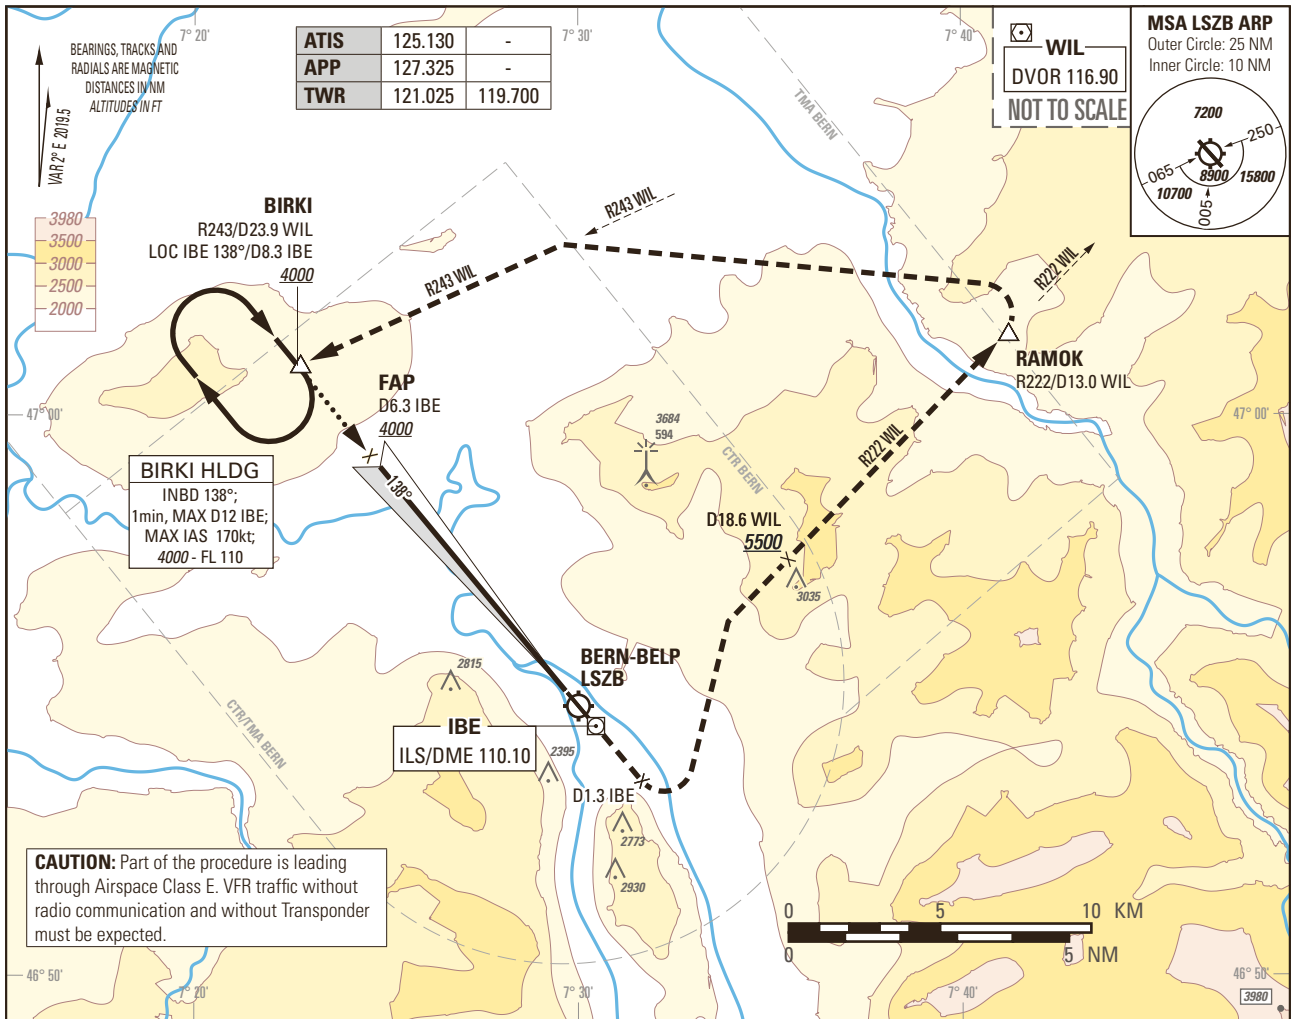 7° 20'
7° 30'
7° 40'
BEARINGS, TRACKS AND
RADIALS ARE MAGNETIC
DISTANCES IN NM
ALTITUDES IN FT
VAR 2° E 2019.5
ATIS 125.130 -
APP 127.325 -
TWR 121.025 119.700
WIL
DVOR 116.90
NOT TO SCALE
MSA LSZB ARP
Outer Circle: 25 NM
Inner Circle: 10 NM
7200
250
065
8900
15800
10700
005
TMA BERN
3980
3500
3000
2500
2000
BIRKI
R243/D23.9 WIL
LOC IBE 138°/D8.3 IBE
4000
R243 WIL
R243 WIL
R222 WIL
RAMOK
R222/D13.0 WIL
FAP
D6.3 IBE
4000
47° 00'
47° 00'
3684
594
CTR BERN
R222 WIL
BIRKI HLDG
INBD 138°;
1min, MAX D12 IBE;
MAX IAS 170kt;
4000 - FL 110
138°
D18.6 WIL
5500
3035
BERN-BELP
LSZB
2815
CTR/TMA BERN
IBE
ILS/DME 110.10
2395
D1.3 IBE
2773
2930
CAUTION: Part of the procedure is leading
through Airspace Class E. VFR traffic without
radio communication and without Transponder
must be expected.
0 5 10 KM
0 5 NM
46° 50'
46° 50'
7° 20'
7° 30'
7° 40'
3980